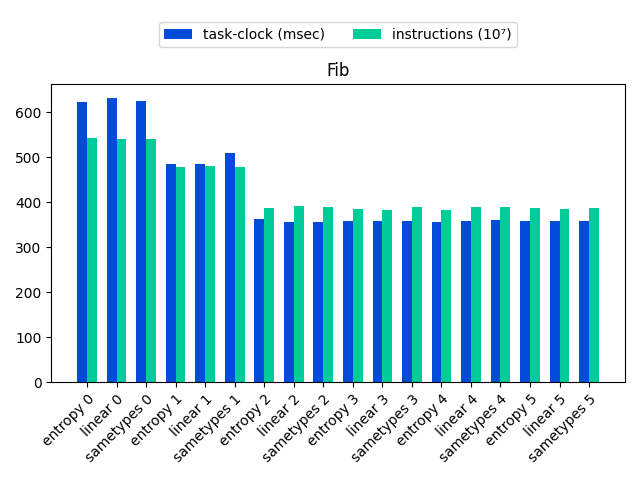 task-clock (msec) instructions (10⁷)
Fib
600
500
400
300
200
100
0
entropy 0
linear 0
sametypes 0
entropy 1
linear 1
sametypes 1
entropy 2
linear 2
sametypes 2
entropy 3
linear 3
sametypes 3
entropy 4
linear 4
sametypes 4
entropy 5
linear 5
sametypes 5